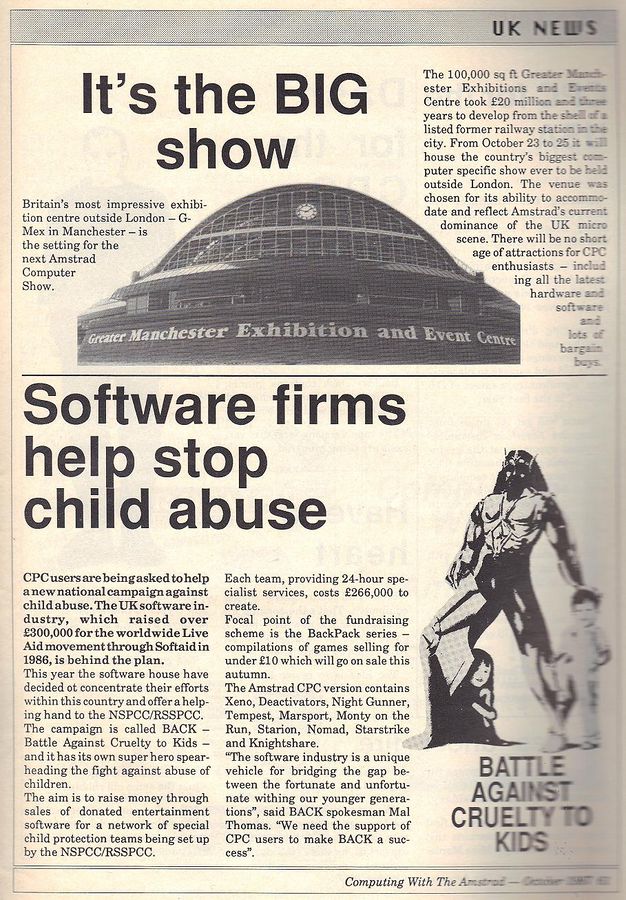 UK NEWS
It's the BIG
show
Britain's most impressive exhibi-
tion centre outside London – G-
Mex in Manchester – is
the setting for the
next Amstrad
Computer
Show.
Greater Manchester Exhibition and Event Centre
The 100,000 sq ft Greater Manch-
ester Exhibitions and Events
Centre took £20 million and three
years to develop from the shell of a
listed former railway station in the
city. From October 23 to 25 it will
house the country's biggest com-
puter specific show ever to be held
outside London. The venue was
chosen for its ability to accommo-
date and reflect Amstrad's current
dominance of the UK micro
scene. There will be no short
age of attractions for CPC
enthusiasts – includ
ing all the latest
hardware and
software
and
lots of
bargain
buys.
Software firms
help stop
child abuse
CPC users are being asked to help
a new national campaign against
child abuse. The UK software in-
dustry, which raised over
£300,000 for the worldwide Live
Aid movement through Softaid in
1986, is behind the plan.
This year the software house have
decided ot concentrate their efforts
within this country and offer a help-
ing hand to the NSPCC/RSSPCC.
The campaign is called BACK –
Battle Against Cruelty to Kids –
and it has its own super hero spear-
heading the fight against abuse of
children.
The aim is to raise money through
sales of donated entertainment
software for a network of special
child protection teams being set up
by the NSPCC/RSSPCC.
Each team, providing 24-hour spe-
cialist services, costs £266,000 to
create.
Focal point of the fundraising
scheme is the BackPack series –
compilations of games selling for
under £10 which will go on sale this
autumn.
The Amstrad CPC version contains
Xeno, Deactivators, Night Gunner,
Tempest, Marsport, Monty on the
Run, Starion, Nomad, Starstrike
and Knightshare.
"The software industry is a unique
vehicle for bridging the gap be-
tween the fortunate and unfortu-
nate withing our younger genera-
tions", said BACK spokesman Mal
Thomas. "We need the support of
CPC users to make BACK a suc-
cess".
BATTLE
AGAINST
CRUELTY TO
KIDS
Computing With The Amstrad — October 1987